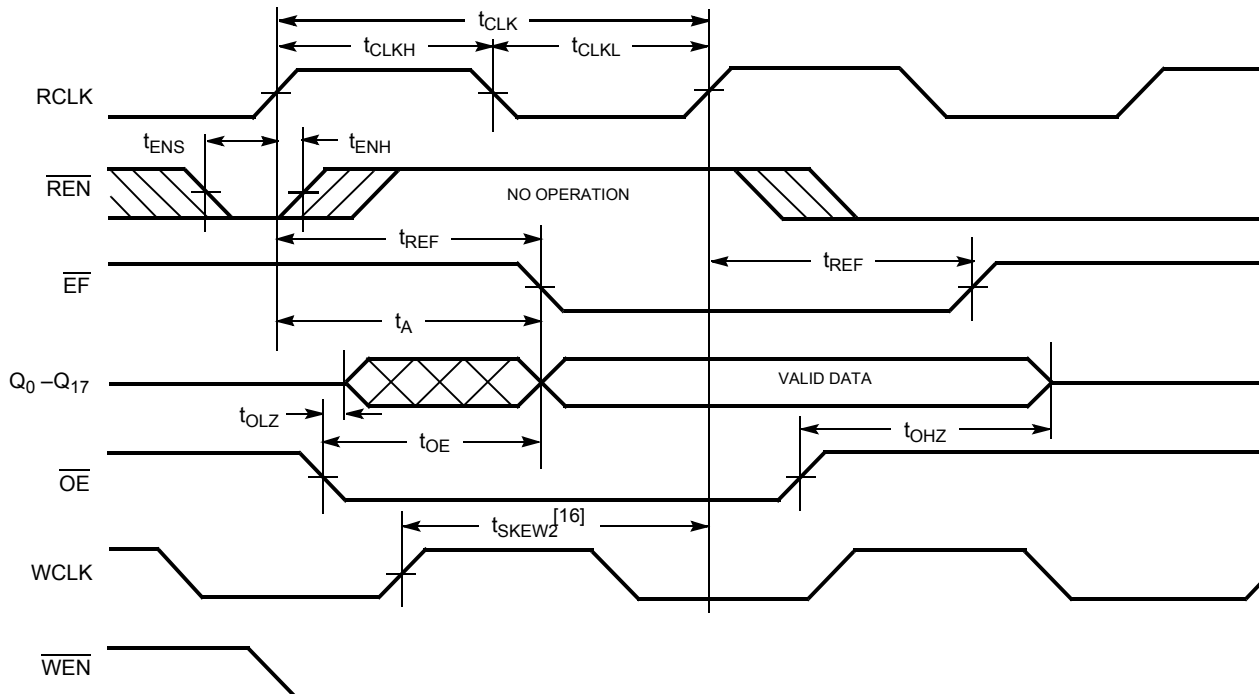 tCLK
tCLKH
tCLKL
RCLK
tENS
tENH
REN
NO OPERATION
tREF
tREF
EF
tA
Q0 –Q17
VALID DATA
tOLZ
tOE
tOHZ
OE
tSKEW2[16]
WCLK
WEN